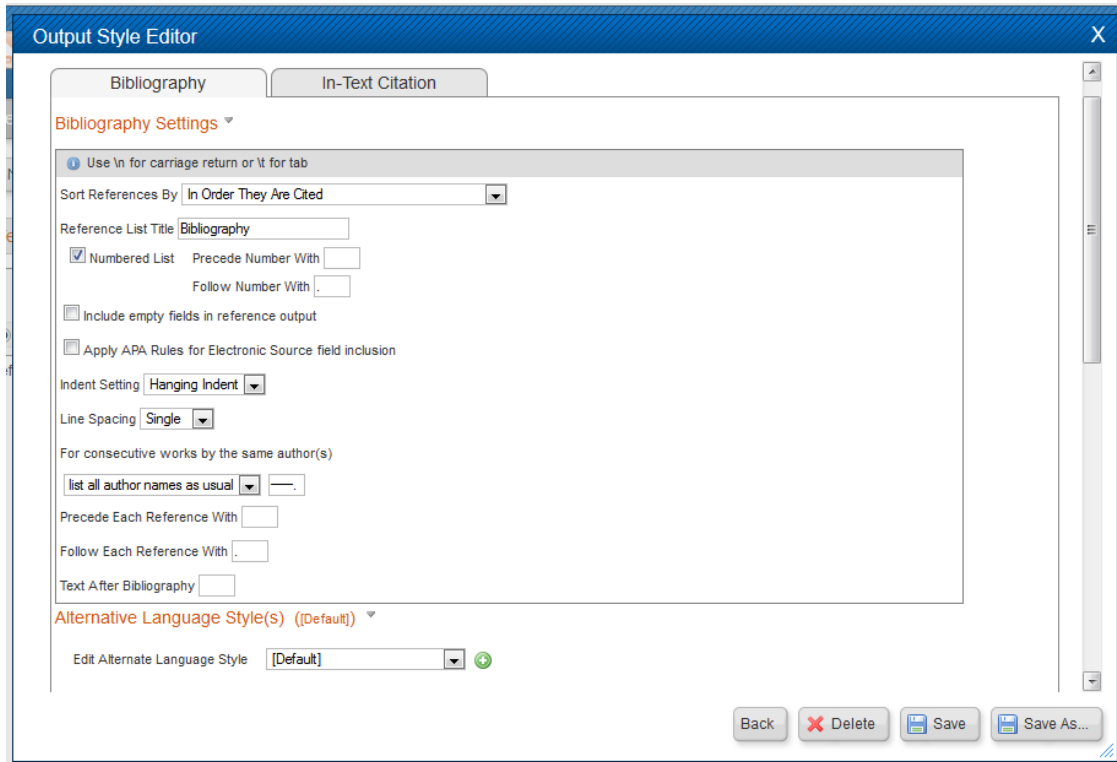 Output Style Editor X
Bibliography In-Text Citation
Bibliography Settings
Use \n for carriage return or \t for tab
Sort References By In Order They Are Cited
Reference List Title Bibliography
Numbered List Precede Number With
Follow Number With .
Include empty fields in reference output
Apply APA Rules for Electronic Source field inclusion
Indent Setting Hanging Indent
Line Spacing Single
For consecutive works by the same author(s)
list all author names as usual ——.
Precede Each Reference With
Follow Each Reference With .
Text After Bibliography
Alternative Language Style(s) ([Default])
Edit Alternate Language Style [Default]
Back Delete Save Save As...